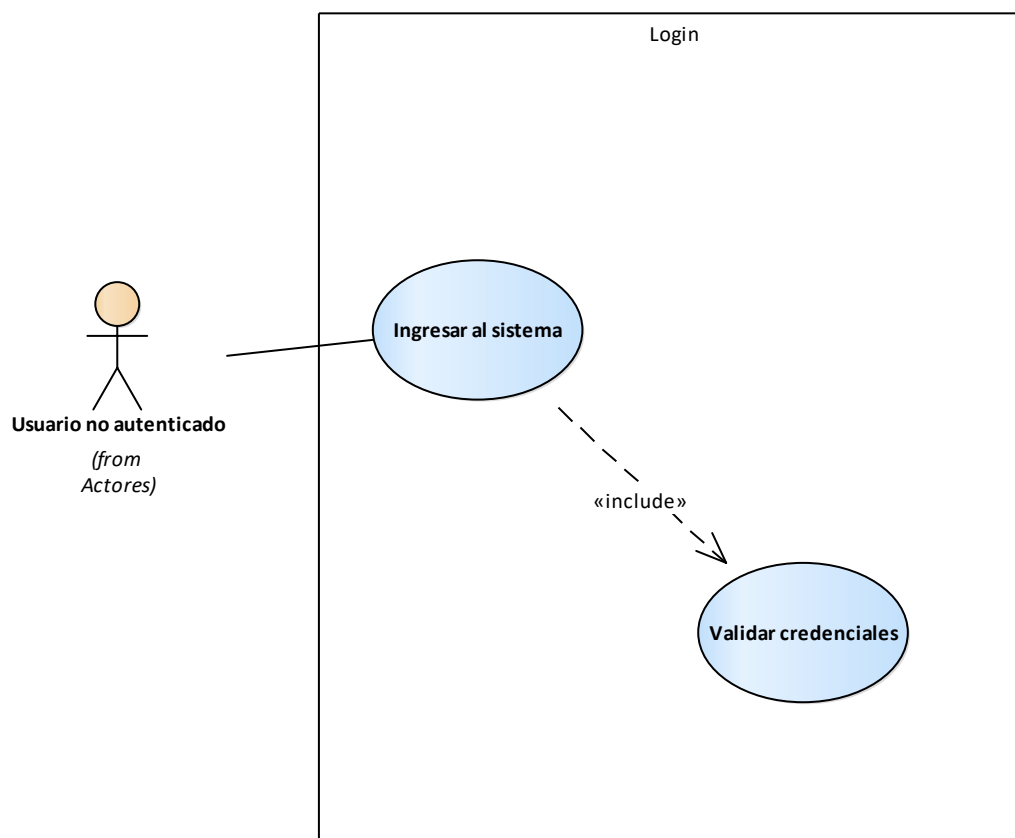 Login
Ingresar al sistema
Usuario no autenticado
(from
Actores)
«include»
Validar credenciales